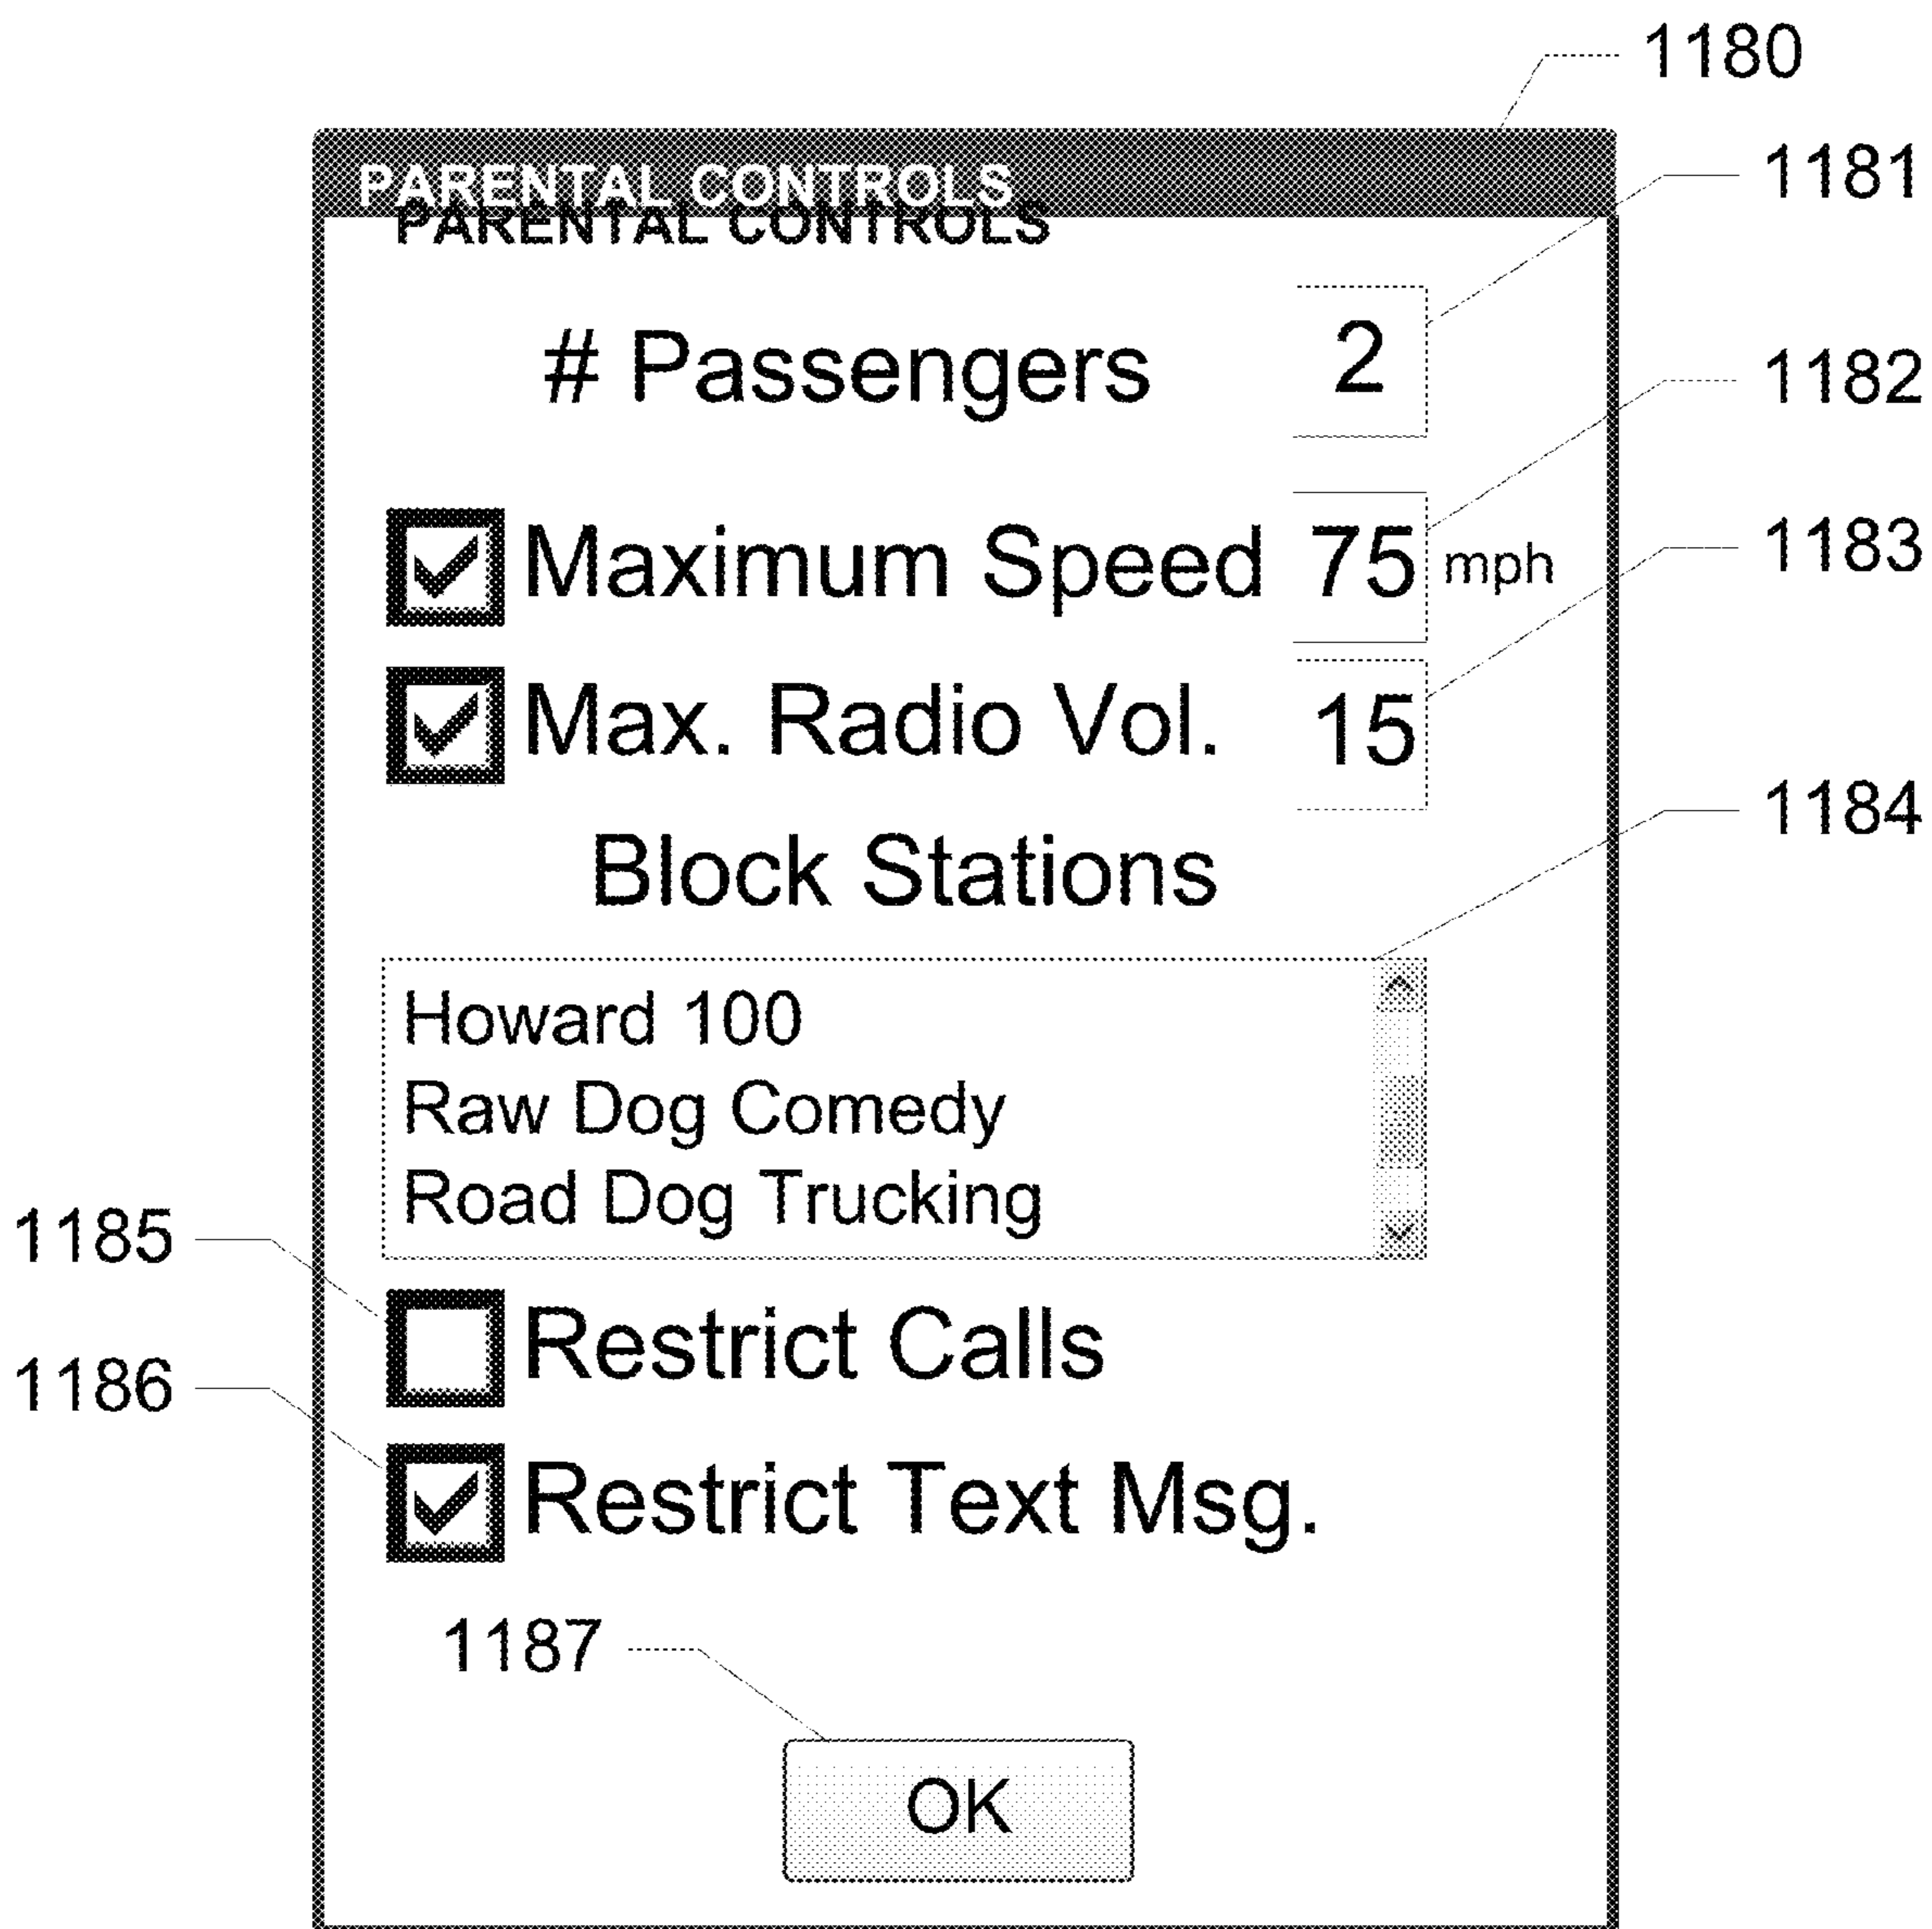 1180
PARENTAL CONTROLS
PARENTAL CONTROLS
1181
# Passengers 2
1182
Maximum Speed 75 mph
1183
Max. Radio Vol. 15
1184
Block Stations
Howard 100
Raw Dog Comedy
Road Dog Trucking
1185
Restrict Calls
1186
Restrict Text Msg.
1187
OK